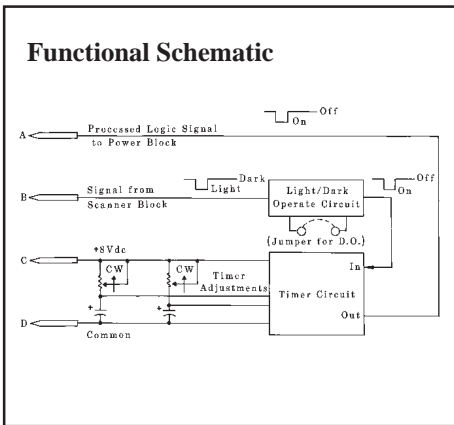 Functional Schematic
Off
On
A
Processed Logic Signal
to Power Block
Dark
Light
Off
On
B
Signal from
Scanner Block
Light/Dark
Operate Circuit
(Jumper for D.O.)
C
+8Vdc
CW
CW
Timer
Adjustments
In
Timer Circuit
Out
+
+
D
Common